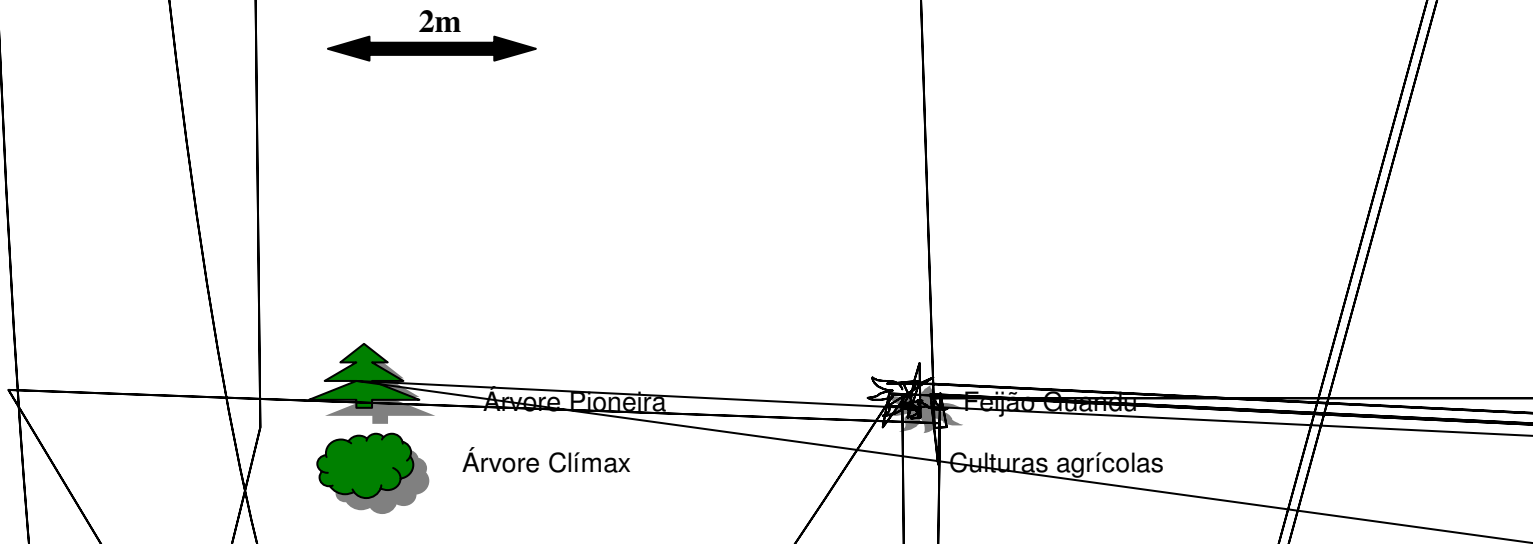 2m
Árvore Pioneira
Feijão Guandu
Árvore Clímax
Culturas agrícolas